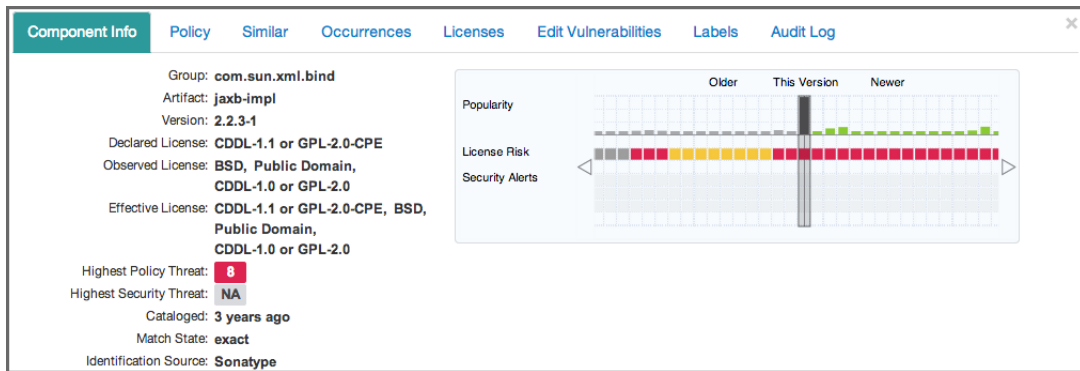 Component Info Policy Similar Occurrences Licenses Edit Vulnerabilities Labels Audit Log ×
Group: com.sun.xml.bind
Artifact: jaxb-impl
Version: 2.2.3-1
Declared License: CDDL-1.1 or GPL-2.0-CPE
Observed License: BSD, Public Domain,
CDDL-1.0 or GPL-2.0
Effective License: CDDL-1.1 or GPL-2.0-CPE, BSD,
Public Domain,
CDDL-1.0 or GPL-2.0
Highest Policy Threat: 8
Highest Security Threat: NA
Cataloged: 3 years ago
Match State: exact
Identification Source: Sonatype
Older This Version Newer
Popularity
License Risk
Security Alerts